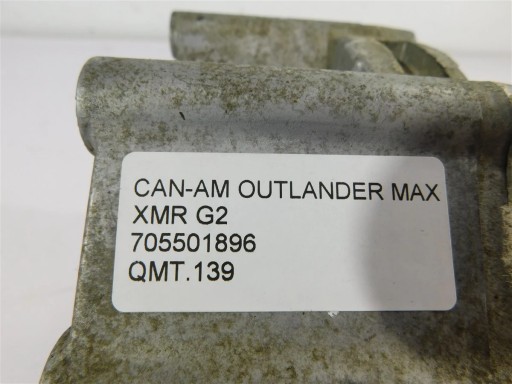 CAN-AM OUTLANDER MAX
XMR G2
705501896
QMT.139